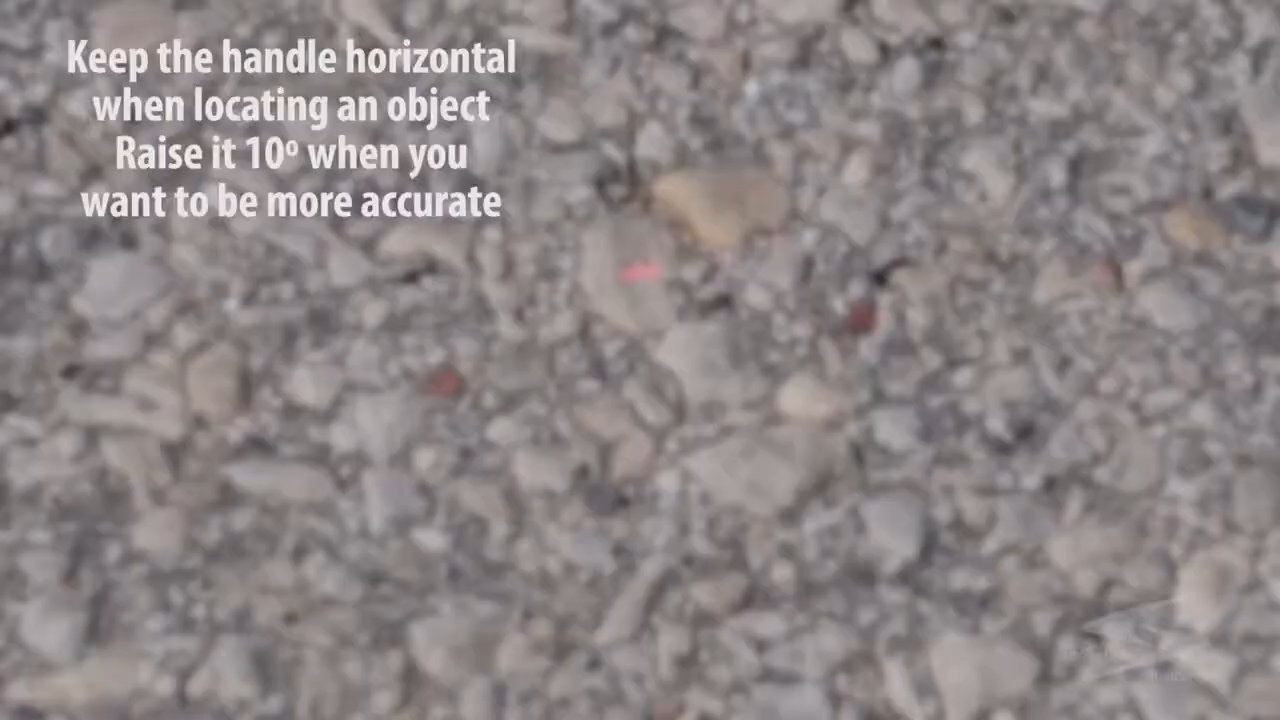 Keep the handle horizontal
when locating an object
Raise it 10º when you
want to be more accurate